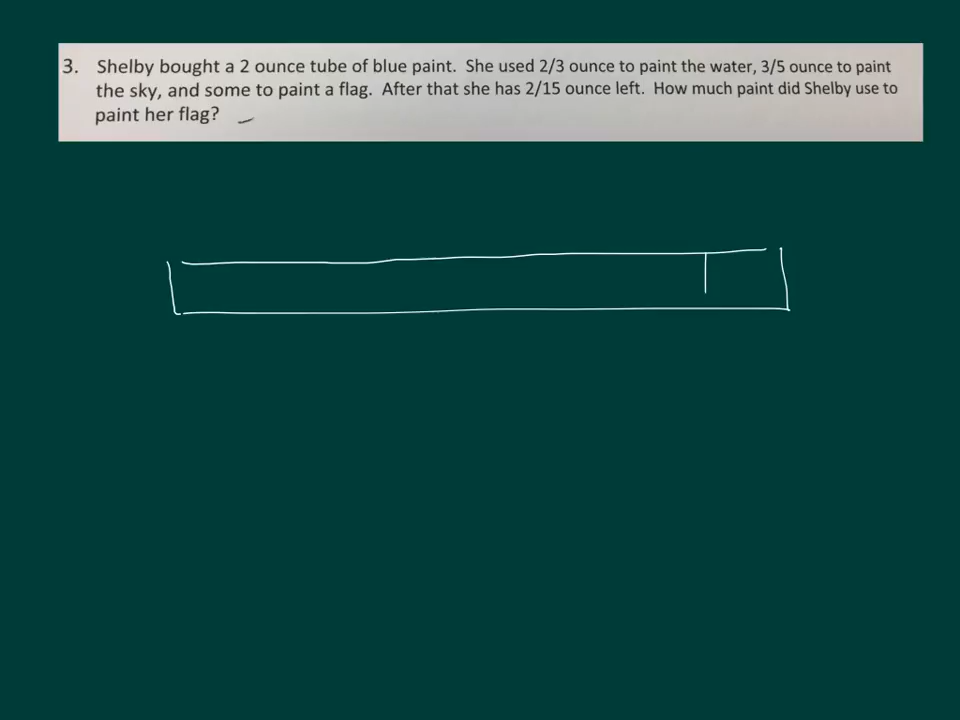 3. Shelby bought a 2 ounce tube of blue paint. She used 2/3 ounce to paint the water, 3/5 ounce to paint
the sky, and some to paint a flag. After that she has 2/15 ounce left. How much paint did Shelby use to
paint her flag?